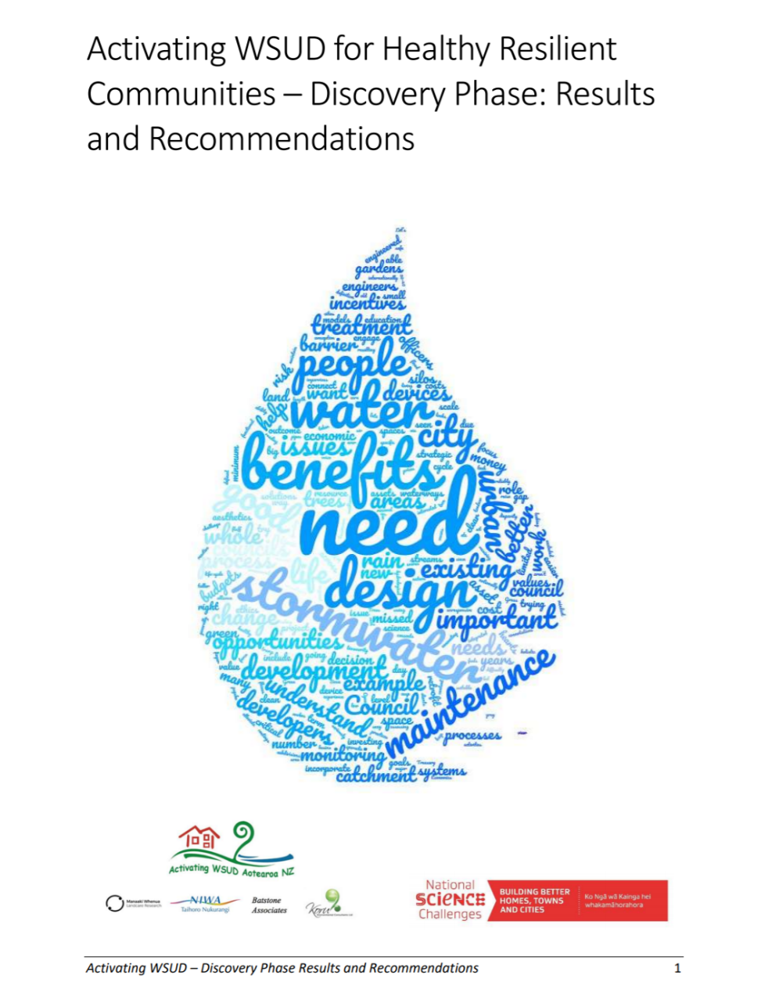 Activating WSUD for Healthy Resilient
Communities – Discovery Phase: Results
and Recommendations
engineered
able
gardens
engineers
small
incentives
models education
treatment
engage
barrier
officers
people
risk
silos
connect
costs
land
want
devices
water
help
scale
seen
due
outcome
economic
spaces
city
big
issues
strategic
focus
money
minimum
benefits
cycle
urban
role
gap
good
solutions
trees
resource
assets waterways
areas
better
aesthetics
need
whole
work
councils
process
limited
easier
life
rain
streams
new
existing
values
council
budgets
design
asset
trying
right
stormwater
ethics
change
issue
missed
cost
science
important
green
project
opportunities
needs
years
include
going
decision
value
development
day
example
many
understand
device
retrofit
maintenance
clean
level
Council
developers
term
space
critical
processes
number
investing
monitoring
goals
incorporate
catchment
systems
Activating WSUD Aotearoa NZ
Manaaki Whenua
Landcare Research
NIWA
Taihoro Nukurangi
Batstone
Associates
Koru
National
SCiENCE
Challenges
BUILDING BETTER
HOMES, TOWNS
AND CITIES
Ko Ngā wā Kainga hei
whakamāhorahora
Activating WSUD – Discovery Phase Results and Recommendations 1